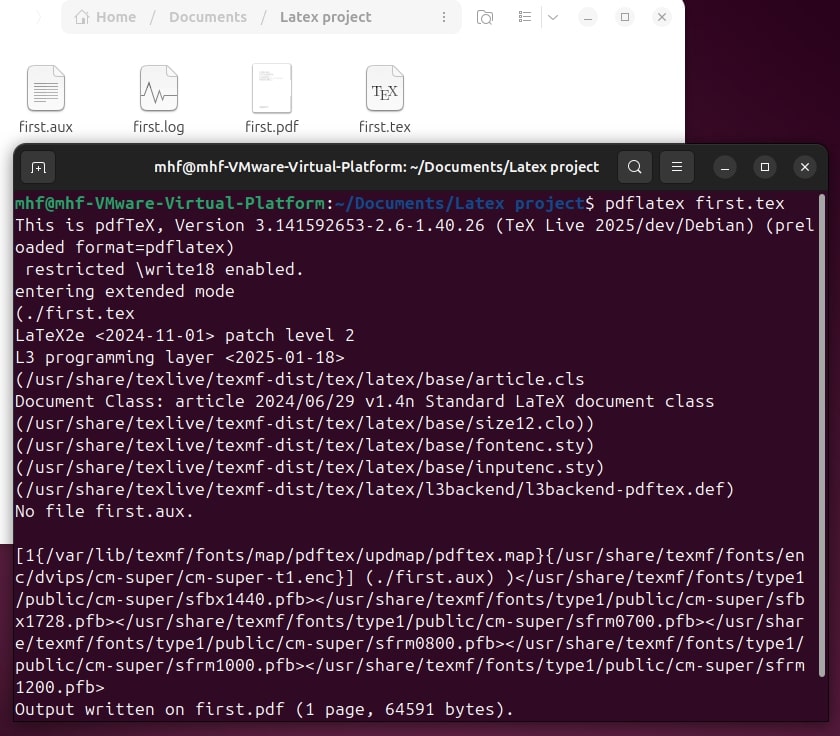 Home / Documents / Latex project
first.aux
first.log
first.pdf
TEX
first.tex
mhf@mhf-VMware-Virtual-Platform: ~/Documents/Latex project
mhf@mhf-VMware-Virtual-Platform:~/Documents/Latex project$ pdflatex first.tex
This is pdfTeX, Version 3.141592653-2.6-1.40.26 (TeX Live 2025/dev/Debian) (prel
oaded format=pdflatex)
 restricted \write18 enabled.
entering extended mode
(./first.tex
LaTeX2e <2024-11-01> patch level 2
L3 programming layer <2025-01-18>
(/usr/share/texlive/texmf-dist/tex/latex/base/article.cls
Document Class: article 2024/06/29 v1.4n Standard LaTeX document class
(/usr/share/texlive/texmf-dist/tex/latex/base/size12.clo))
(/usr/share/texlive/texmf-dist/tex/latex/base/fontenc.sty)
(/usr/share/texlive/texmf-dist/tex/latex/base/inputenc.sty)
(/usr/share/texlive/texmf-dist/tex/latex/l3backend/l3backend-pdftex.def)
No file first.aux.
[1{/var/lib/texmf/fonts/map/pdftex/updmap/pdftex.map}{/usr/share/texmf/fonts/en
c/dvips/cm-super/cm-super-t1.enc}] (./first.aux) )</usr/share/texmf/fonts/type1
/public/cm-super/sfbx1440.pfb></usr/share/texmf/fonts/type1/public/cm-super/sfb
x1728.pfb></usr/share/texmf/fonts/type1/public/cm-super/sfrm0700.pfb></usr/shar
e/texmf/fonts/type1/public/cm-super/sfrm0800.pfb></usr/share/texmf/fonts/type1/
public/cm-super/sfrm1000.pfb></usr/share/texmf/fonts/type1/public/cm-super/sfrm
1200.pfb>
Output written on first.pdf (1 page, 64591 bytes).